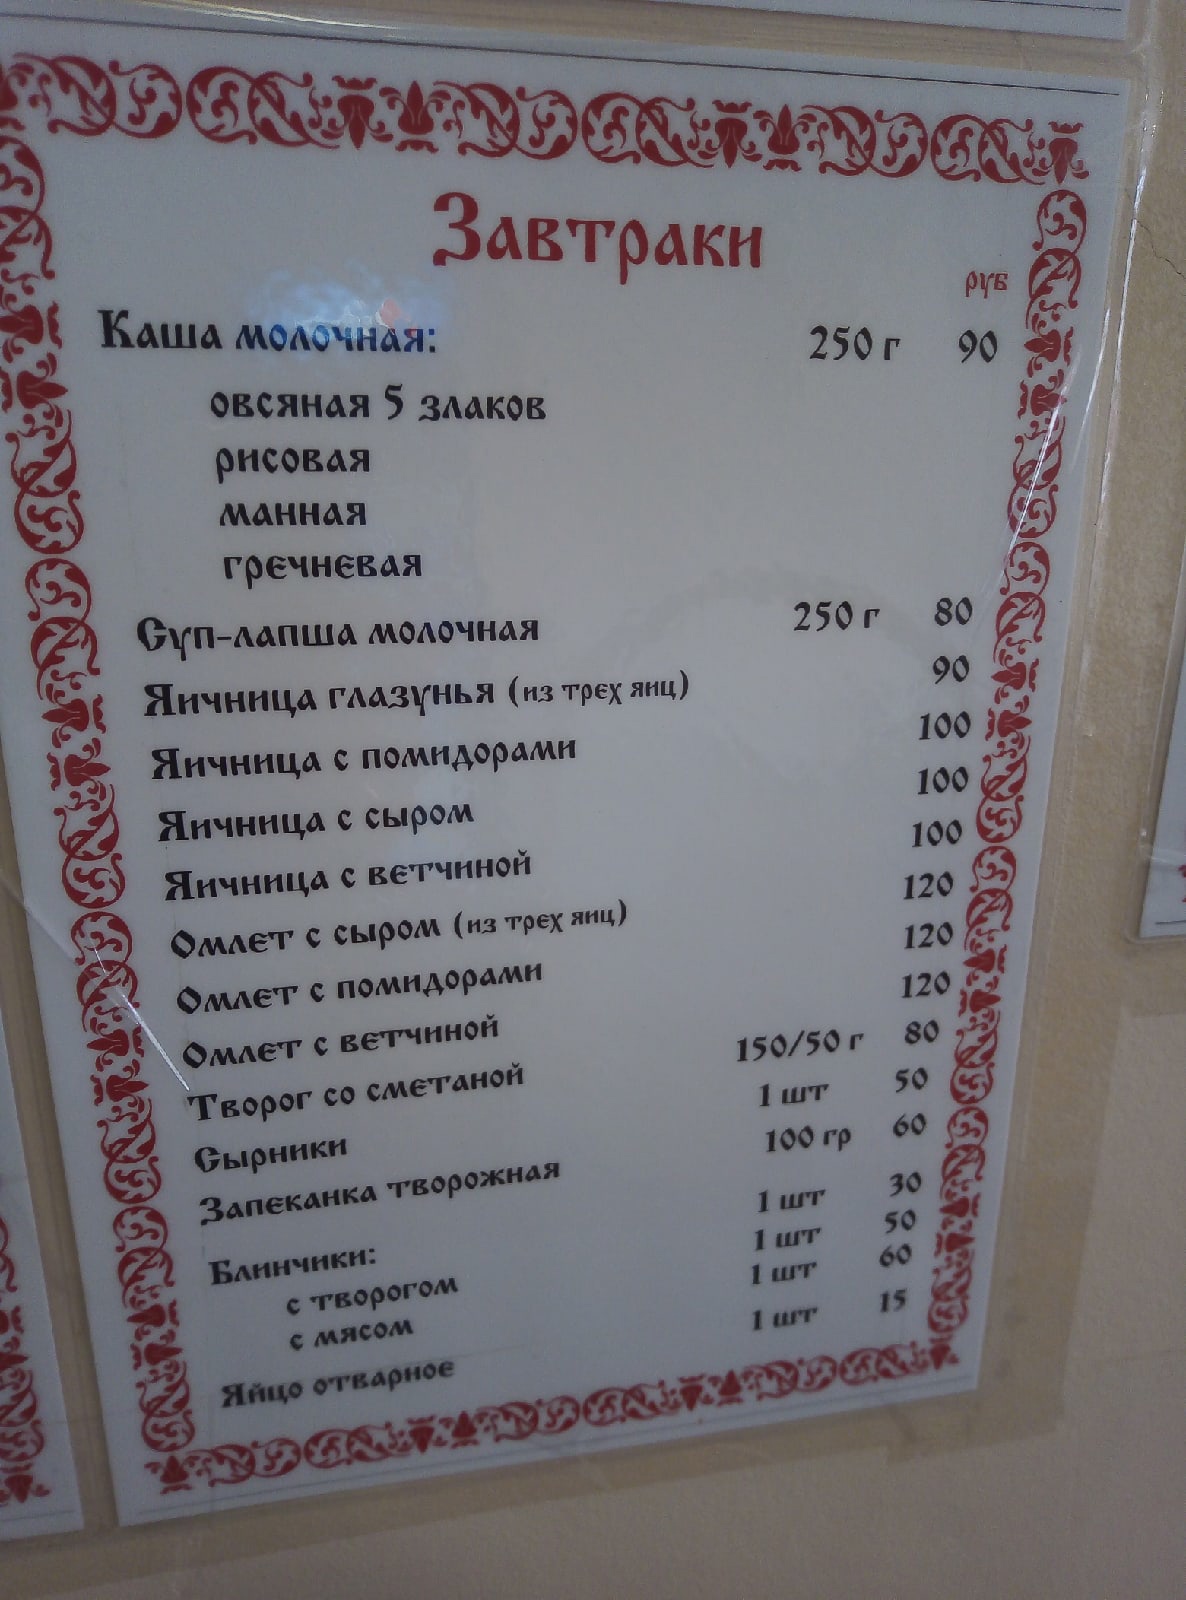 Завтраки
руб
Каша молочная: 250 г 90
овсяная 5 злаков
рисовая
манная
гречневая
Суп-лапша молочная 250 г 80
Яичница глазунья (из трех яиц) 90
Яичница с помидорами 100
Яичница с сыром 100
Яичница с ветчиной 100
Омлет с сыром (из трех яиц) 120
Омлет с помидорами 120
Омлет с ветчиной 120
Творог со сметаной 150/50 г 80
Сырники 1 шт 50
Запеканка творожная 100 гр 60
Блинчики: 1 шт 30
с творогом 1 шт 50
с мясом 1 шт 60
Яйцо отварное 1 шт 15